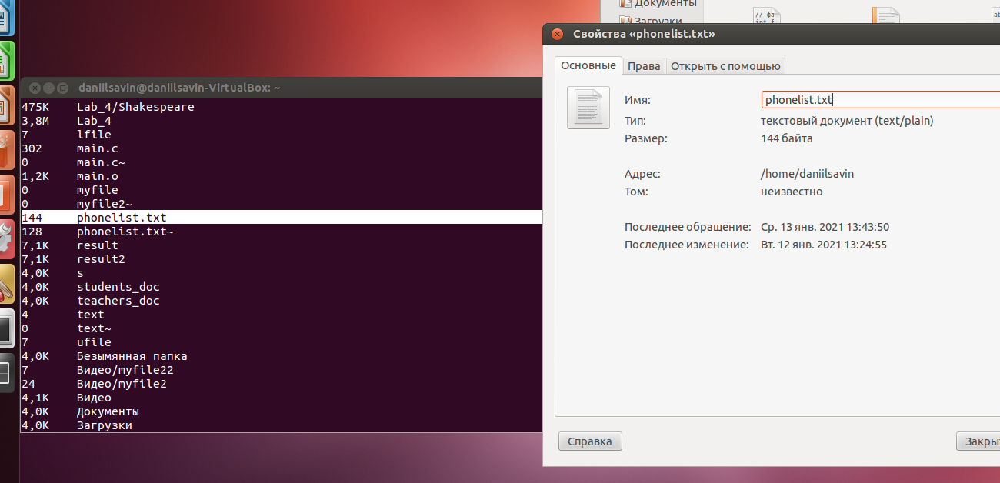 Документы
Загрузки
// фа
int f
ab
Свойства «phonelist.txt»
Основные
Права
Открыть с помощью
Имя:
phonelist.txt
Тип:
текстовый документ (text/plain)
Размер:
144 байта
Адрес:
/home/daniilsavin
Том:
неизвестно
Последнее обращение:
Ср. 13 янв. 2021 13:43:50
Последнее изменение:
Вт. 12 янв. 2021 13:24:55
Справка
Закры
daniilsavin@daniilsavin-VirtualBox: ~
475K Lab_4/Shakespeare
3,8M Lab_4
7 lfile
302 main.c
0 main.c~
1,2K main.o
0 myfile
0 myfile2~
144 phonelist.txt
128 phonelist.txt~
7,1K result
7,1K result2
4,0K s
4,0K students_doc
4,0K teachers_doc
4 text
0 text~
7 ufile
4,0K Безымянная папка
7 Видео/myfile22
24 Видео/myfile2
4,1K Видео
4,0K Документы
4,0K Загрузки